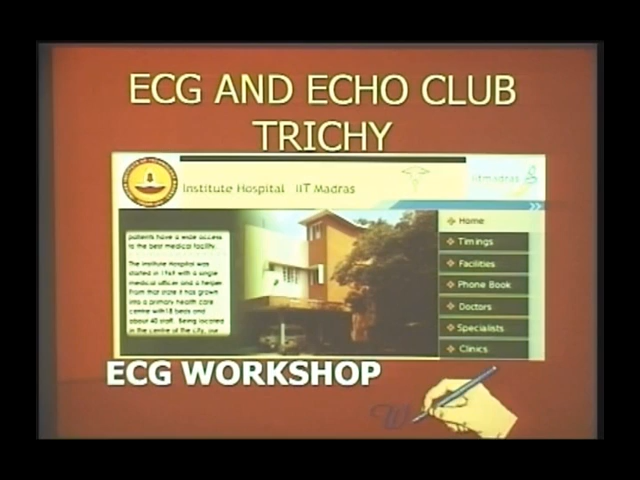 ECG AND ECHO CLUB
TRICHY
Institute Hospital IIT Madras
iitmadras
patients have a wide access
to the best medical facility.
The Institute Hospital was
started in 1969 with a single
medical officer and a helper
From that state it has grown
into a primary health care
centre with 18 beds and
about 40 staff. Being located
in the centre of the city, our
Home
Timings
Facilities
Phone Book
Doctors
Specialists
Clinics
ECG WORKSHOP
W